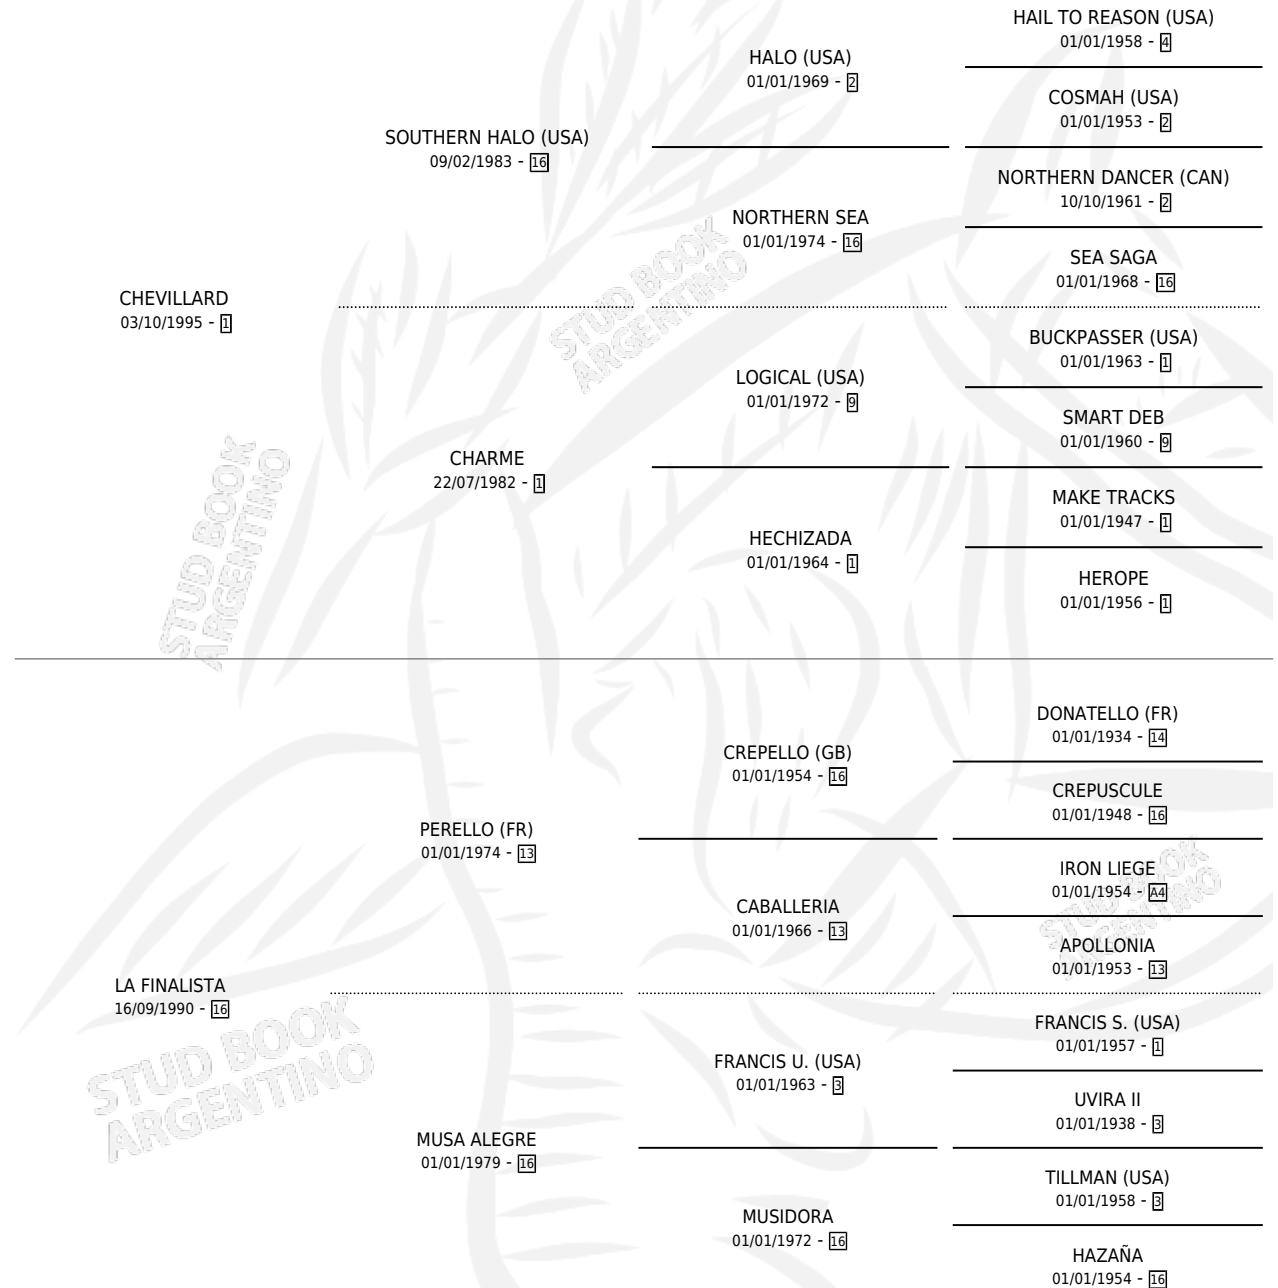 HAIL TO REASON (USA)
01/01/1958 - 4
HALO (USA)
01/01/1969 - 2
COSMAH (USA)
01/01/1953 - 2
SOUTHERN HALO (USA)
09/02/1983 - 16
NORTHERN DANCER (CAN)
10/10/1961 - 2
NORTHERN SEA
01/01/1974 - 16
SEA SAGA
01/01/1968 - 16
STUD BOOK
ARGENTINO
CHEVILLARD
03/10/1995 - 1
BUCKPASSER (USA)
01/01/1963 - 1
LOGICAL (USA)
01/01/1972 - 9
SMART DEB
01/01/1960 - 9
CHARME
22/07/1982 - 1
MAKE TRACKS
01/01/1947 - 1
HECHIZADA
01/01/1964 - 1
HEROPE
01/01/1956 - 1
STUD BOOK
ARGENTINO
DONATELLO (FR)
01/01/1934 - 14
CREPELLO (GB)
01/01/1954 - 16
CREPUSCULE
01/01/1948 - 16
PERELLO (FR)
01/01/1974 - 13
IRON LIEGE
01/01/1954 - A4
CABALLERIA
01/01/1966 - 13
APOLLONIA
01/01/1953 - 13
STUD BOOK
ARGENTINO
LA FINALISTA
16/09/1990 - 16
FRANCIS S. (USA)
01/01/1957 - 1
FRANCIS U. (USA)
01/01/1963 - 3
UVIRA II
01/01/1938 - 3
STUD BOOK
ARGENTINO
MUSA ALEGRE
01/01/1979 - 16
TILLMAN (USA)
01/01/1958 - 3
MUSIDORA
01/01/1972 - 16
HAZAÑA
01/01/1954 - 16